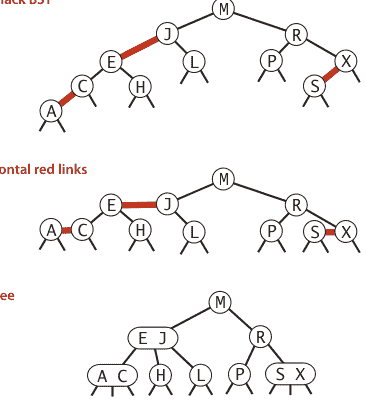 lack BST
M
J R
E L P X
C H S
A
ontal red links
M
E J R
A C H L P S X
ee
M
E J R
A C H L P S X